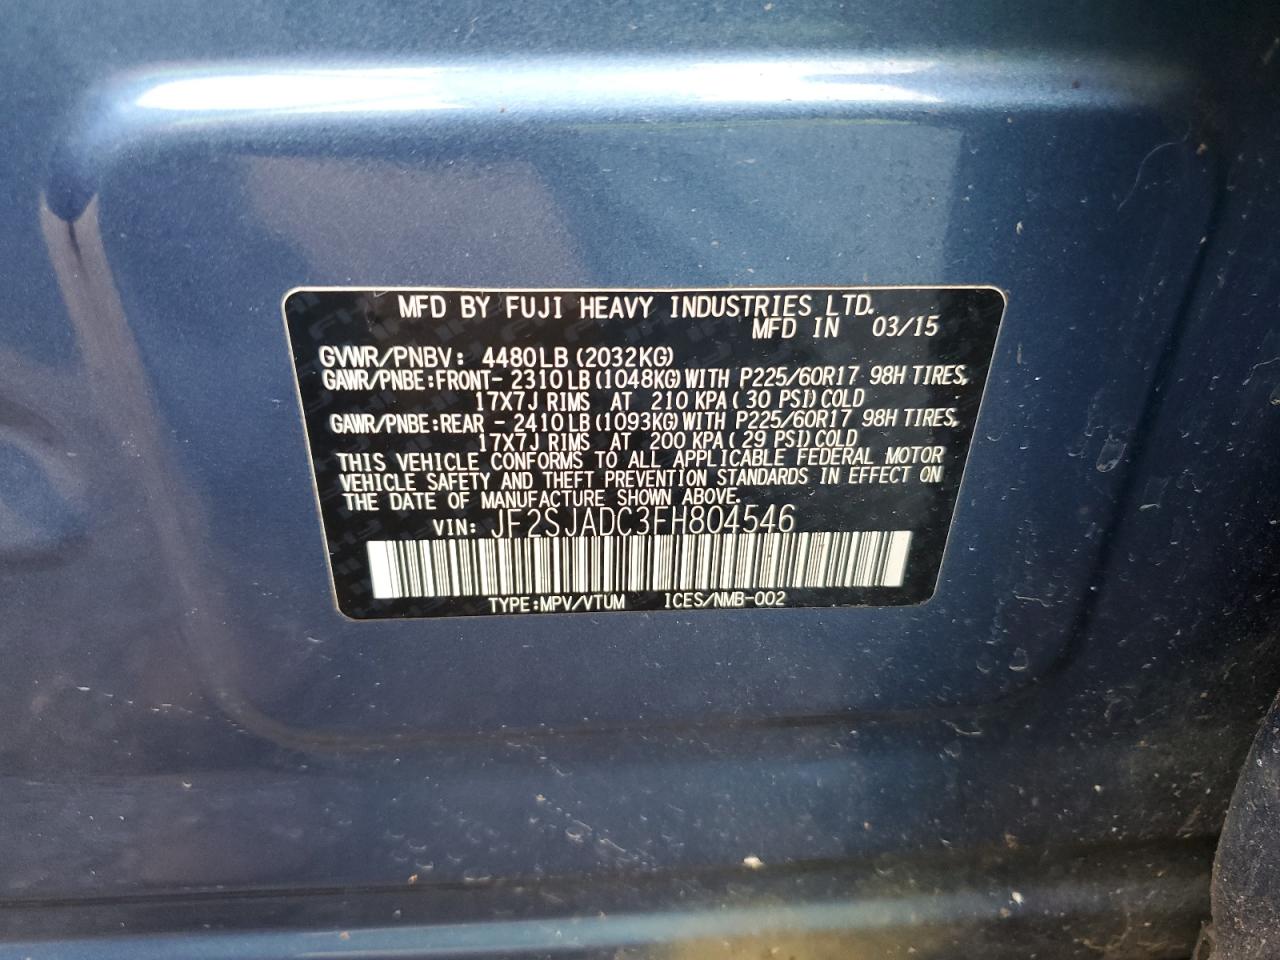 MFD BY FUJI HEAVY INDUSTRIES LTD.
MFD IN 03/15
GVWR/PNBV: 4480LB (2032KG)
GAWR/PNBE:FRONT- 2310LB (1048KG) WITH P225/60R17 98H TIRES,
17X7J RIMS AT 210 KPA ( 30 PSI) COLD
GAWR/PNBE:REAR - 2410LB (1093KG) WITH P225/60R17 98H TIRES,
17X7J RIMS AT 200 KPA ( 29 PSI) COLD
THIS VEHICLE CONFORMS TO ALL APPLICABLE FEDERAL MOTOR
VEHICLE SAFETY AND THEFT PREVENTION STANDARDS IN EFFECT ON
THE DATE OF MANUFACTURE SHOWN ABOVE.
VIN: JF2SJADC3FH804546
TYPE:MPV/VTUM ICES/NMB-002